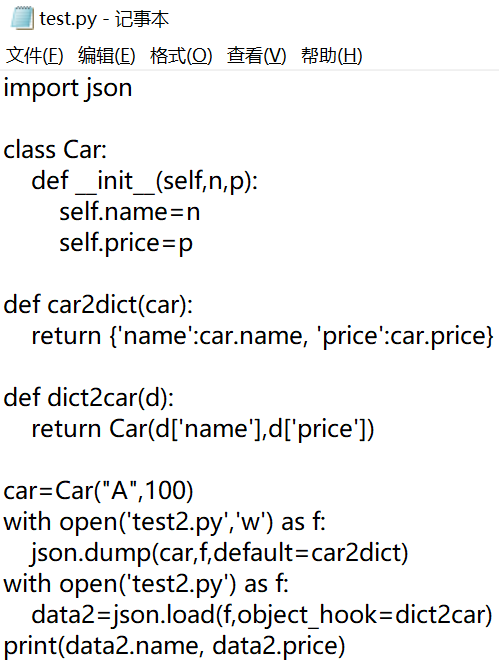 test.py - 记事本
文件(F) 编辑(E) 格式(O) 查看(V) 帮助(H)
import json
class Car:
    def __init__(self,n,p):
        self.name=n
        self.price=p
def car2dict(car):
    return {'name':car.name, 'price':car.price}
def dict2car(d):
    return Car(d['name'],d['price'])
car=Car("A",100)
with open('test2.py','w') as f:
    json.dump(car,f,default=car2dict)
with open('test2.py') as f:
    data2=json.load(f,object_hook=dict2car)
print(data2.name, data2.price)